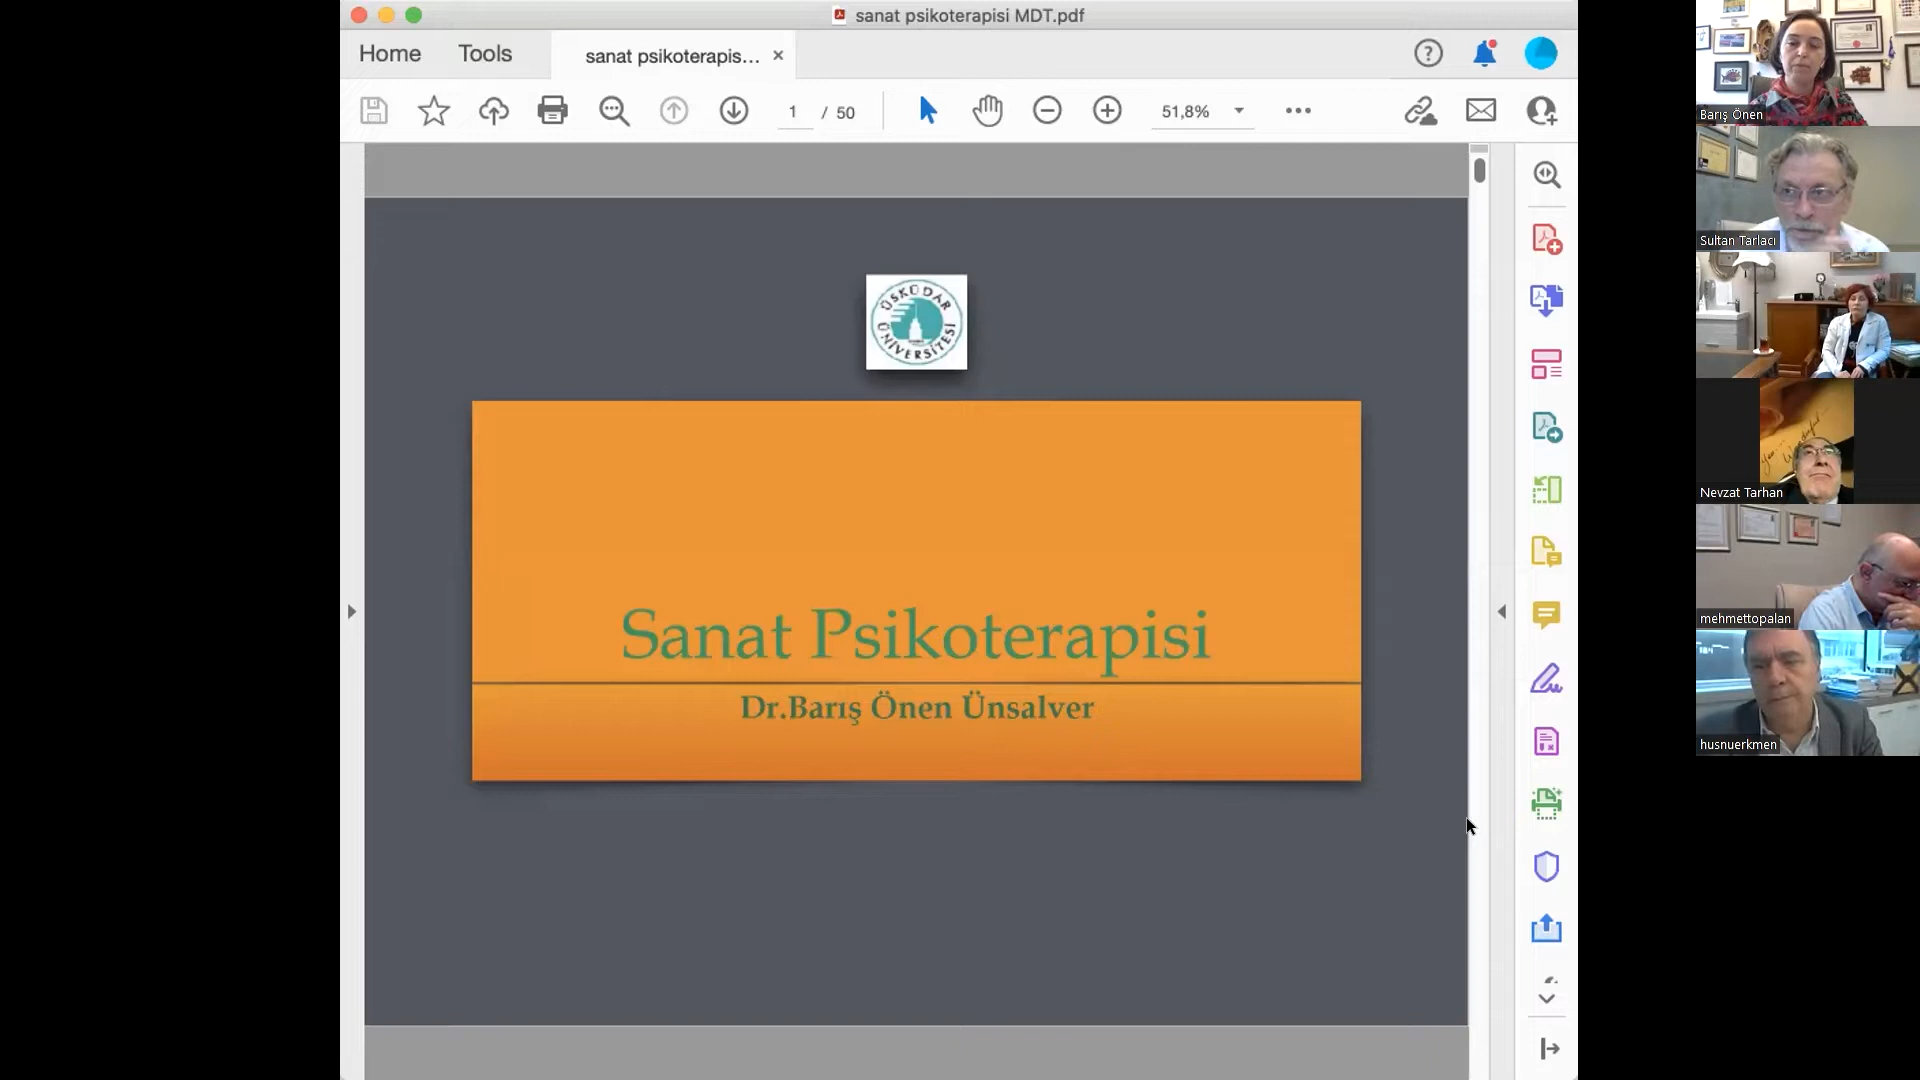 sanat psikoterapisi MDT.pdf
Home
Tools
sanat psikoterapis...
1 / 50
51,8%
ÜSKÜDAR
ÜNİVERSİTESİ
Sanat Psikoterapisi
Dr.Barış Önen Ünsalver
Barış Önen
Sultan Tarlacı
Nevzat Tarhan
mehmettopalan
husnuerkmen